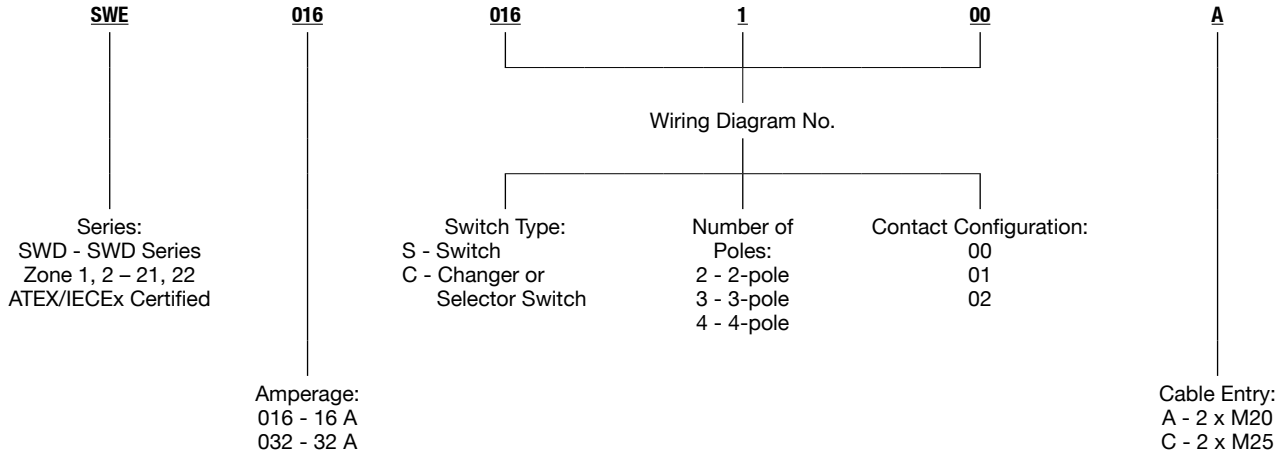 SWE 016 016 1 00 A
Wiring Diagram No.
Series:
SWD - SWD Series
Zone 1, 2 – 21, 22
ATEX/IECEx Certified
Switch Type:
S - Switch
C - Changer or
Selector Switch
Number of
Poles:
2 - 2-pole
3 - 3-pole
4 - 4-pole
Contact Configuration:
00
01
02
Amperage:
016 - 16 A
032 - 32 A
Cable Entry:
A - 2 x M20
C - 2 x M25